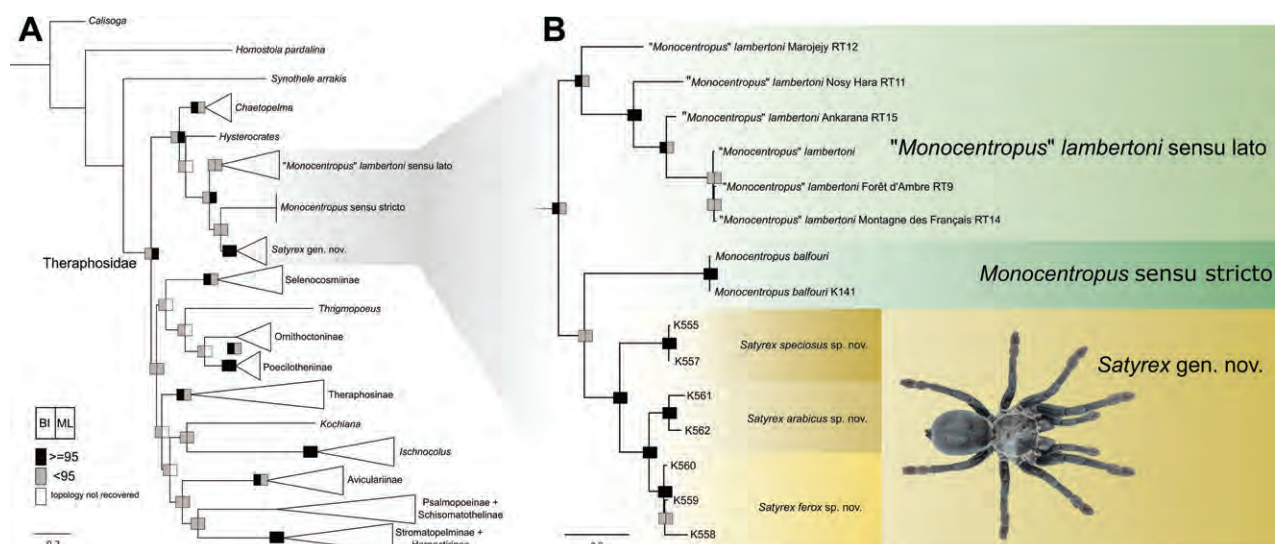 A
Calisoga
Hornostola pardalina
Synothele arrakis
Chaetopelma
Hysterocrates
"Monocentropus" lambertoni sensu lato
Monocentropus sensu stricto
Satyrex gen. nov.
Theraphosidae
Selenocosmiinae
Thrigmopoeus
Ornithoctoninae
Poecilotheninae
Theraphosinae
Kochiana
Ischnocolus
Aviculariinae
Psalmopoeinae +
Schismatothelinae
Stromatopelminae +
BI ML
>=95
<95
topology not recovered
B
"Monocentropus" lambertoni Marojejy RT12
"Monocentropus" lambertoni Nosy Hara RT11
"Monocentropus" lambertoni Ankarana RT15
"Monocentropus" lambertoni
"Monocentropus" lambertoni Forêt d'Ambre RT9
"Monocentropus" lambertoni Montagne des Français RT14
"Monocentropus" lambertoni sensu lato
Monocentropus balfouri
Monocentropus balfouri K141
Monocentropus sensu stricto
K555
K557
Satyrex speciosus sp. nov.
K561
K562
Satyrex arabicus sp. nov.
K560
K559
K558
Satyrex ferox sp. nov.
Satyrex gen. nov.